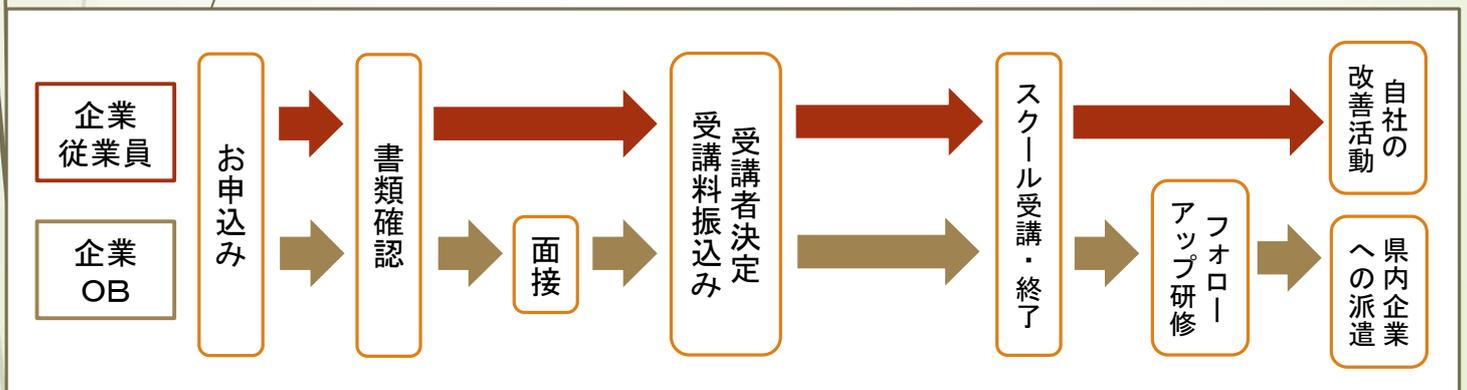 企業
従業員
企業
OB
お申込み
書類確認
面接
受講者決定
受講料振込み
スクール受講・終了
フォロー
アップ研修
自社の
改善活動
県内企業
への派遣